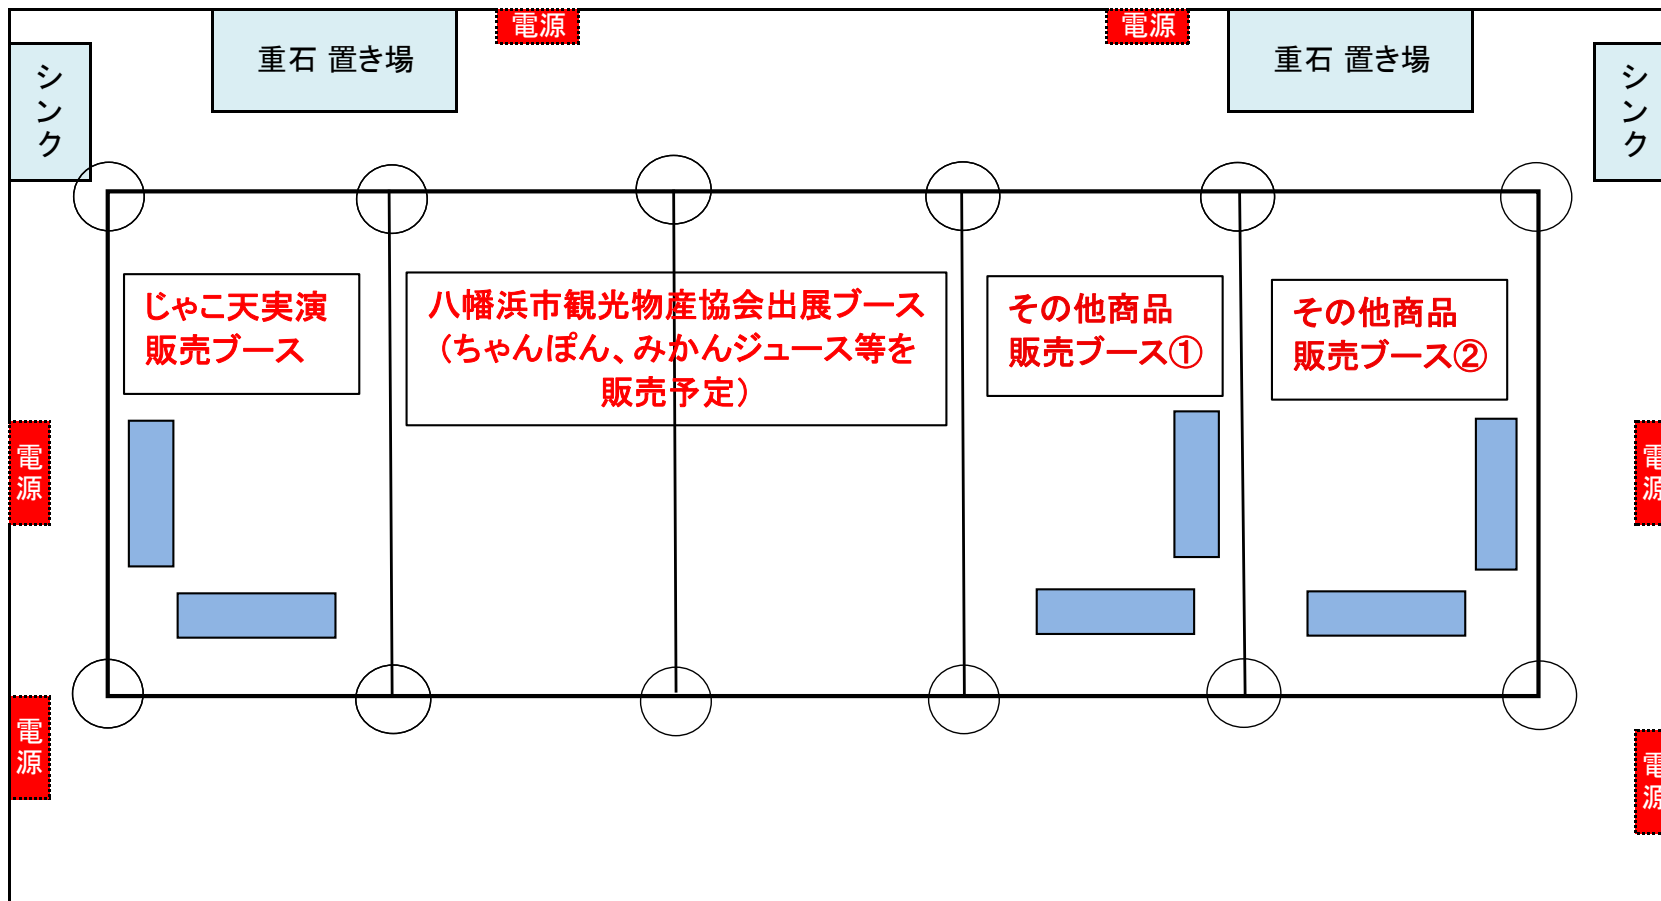 電源
電源
重石 置き場
重石 置き場
シンク
シンク
じゃこ天実演
販売ブース
八幡浜市観光物産協会出展ブース
（ちゃんぽん、みかんジュース等を
販売予定）
その他商品
販売ブース①
その他商品
販売ブース②
電源
電源
電源
電源